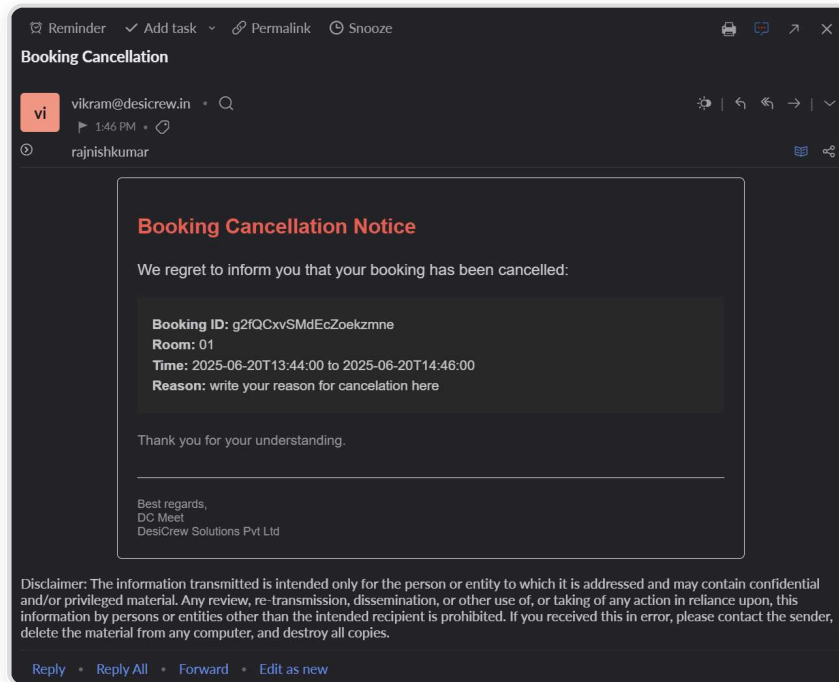 Reminder Add task Permalink Snooze
Booking Cancellation
vi
vikram@desicrew.in
1:46 PM
rajnishkumar
Booking Cancellation Notice
We regret to inform you that your booking has been cancelled:
Booking ID: g2fQCxvSMdEcZoekzmne
Room: 01
Time: 2025-06-20T13:44:00 to 2025-06-20T14:46:00
Reason: write your reason for cancelation here
Thank you for your understanding.
Best regards,
DC Meet
DesiCrew Solutions Pvt Ltd
Disclaimer: The information transmitted is intended only for the person or entity to which it is addressed and may contain confidential
and/or privileged material. Any review, re-transmission, dissemination, or other use of, or taking of any action in reliance upon, this
information by persons or entities other than the intended recipient is prohibited. If you received this in error, please contact the sender,
delete the material from any computer, and destroy all copies.
Reply • Reply All • Forward • Edit as new